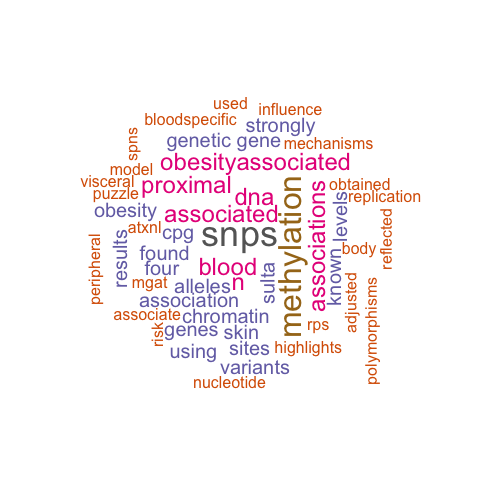 used
influence
bloodspecific
strongly
spns
genetic gene
mechanisms
obesityassociated
model
visceral
proximal
obtained
puzzle
dna
replication
obesity
associated
associations
methylation
known levels
reflected
atxnl
cpg
snps
results
found
body
peripheral
four
blood
sulta
mgat
alleles
n
adjusted
polymorphisms
association
associate
chromatin
rps
risk
genes
skin
using
sites
highlights
variants
nucleotide